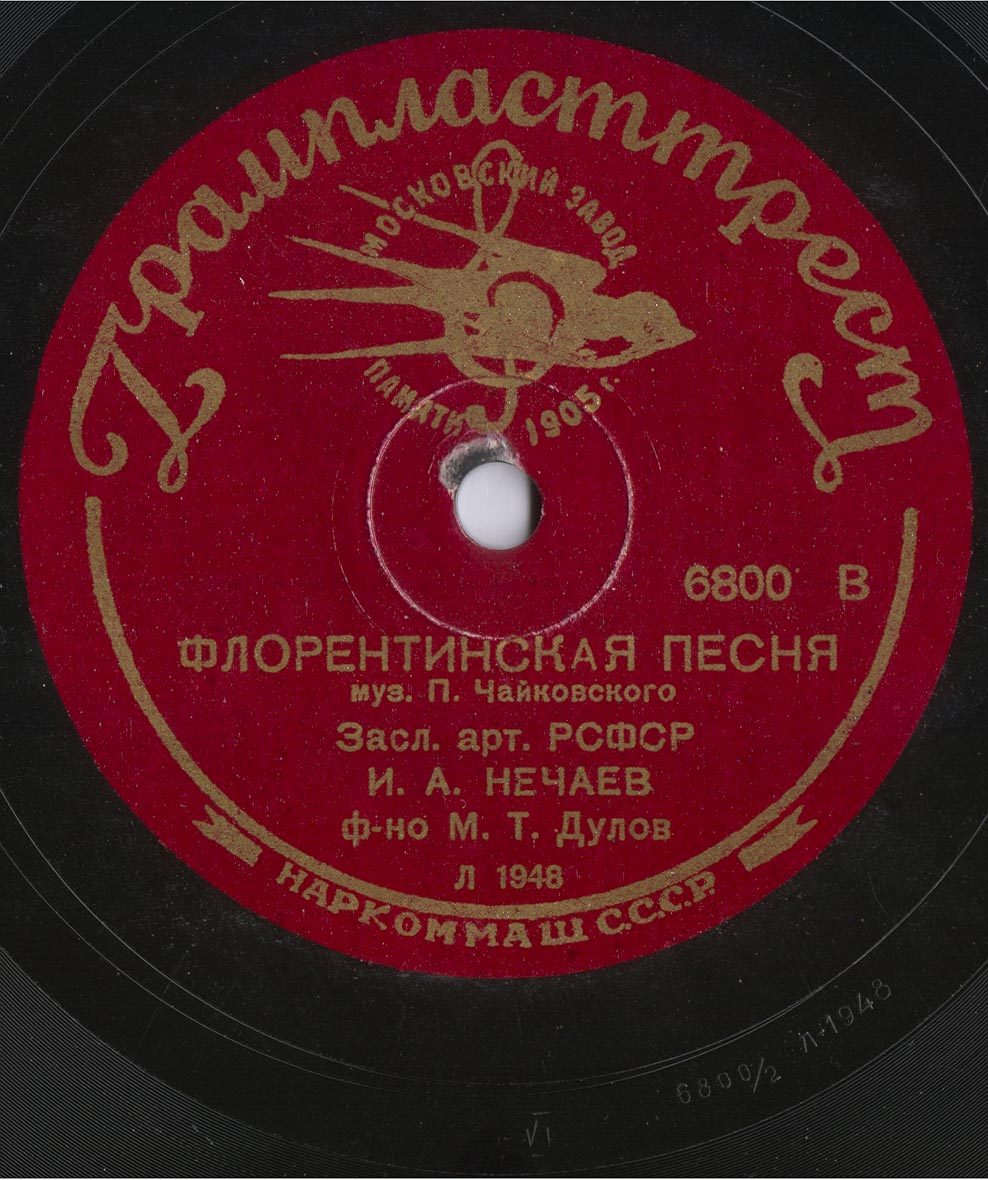 Грампласттрест
МОСКОВСКИЙ ЗАВОД
ПАМЯТИ 1905 г.
6800 В
ФЛОРЕНТИНСКАЯ ПЕСНЯ
муз. П. Чайковского
Засл. арт. РСФСР
И. А. НЕЧАЕВ
ф-но М. Т. Дулов
Л 1948
НАРКОММАШ С.С.С.Р.
6800/2 Л-1948
VI